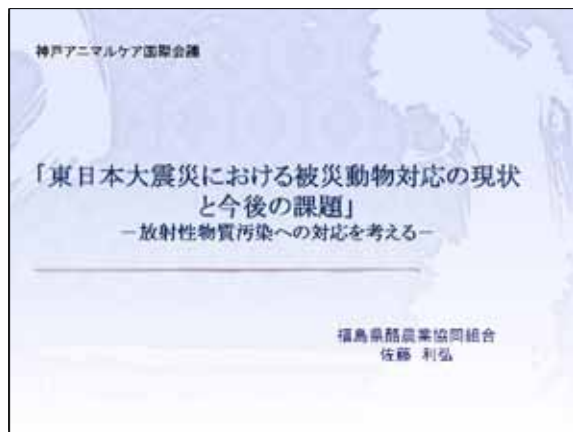 神戸アニマルケア国際会議
「東日本大震災における被災動物対応の現状
と今後の課題」
－放射性物質汚染への対応を考える－
福島県酪農業協同組合
佐藤 利弘